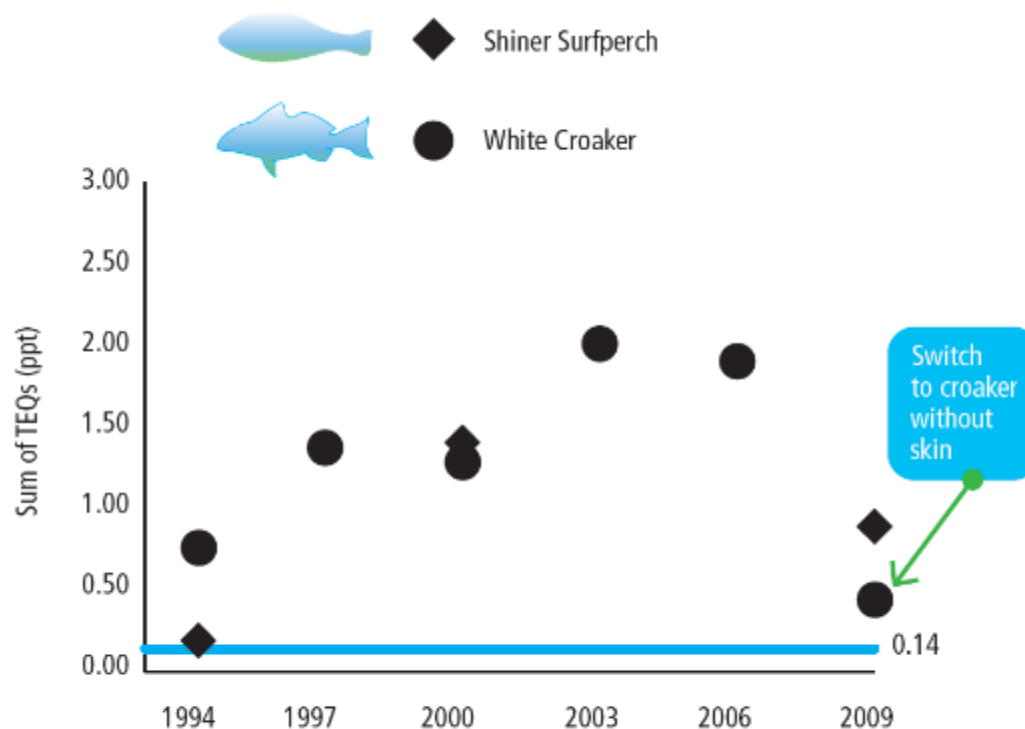 Shiner Surfperch
White Croaker
3.00
2.50
2.00
1.50
1.00
0.50
0.00
Sum of TEQs (ppt)
Switch
to croaker
without
skin
0.14
1994 1997 2000 2003 2006 2009